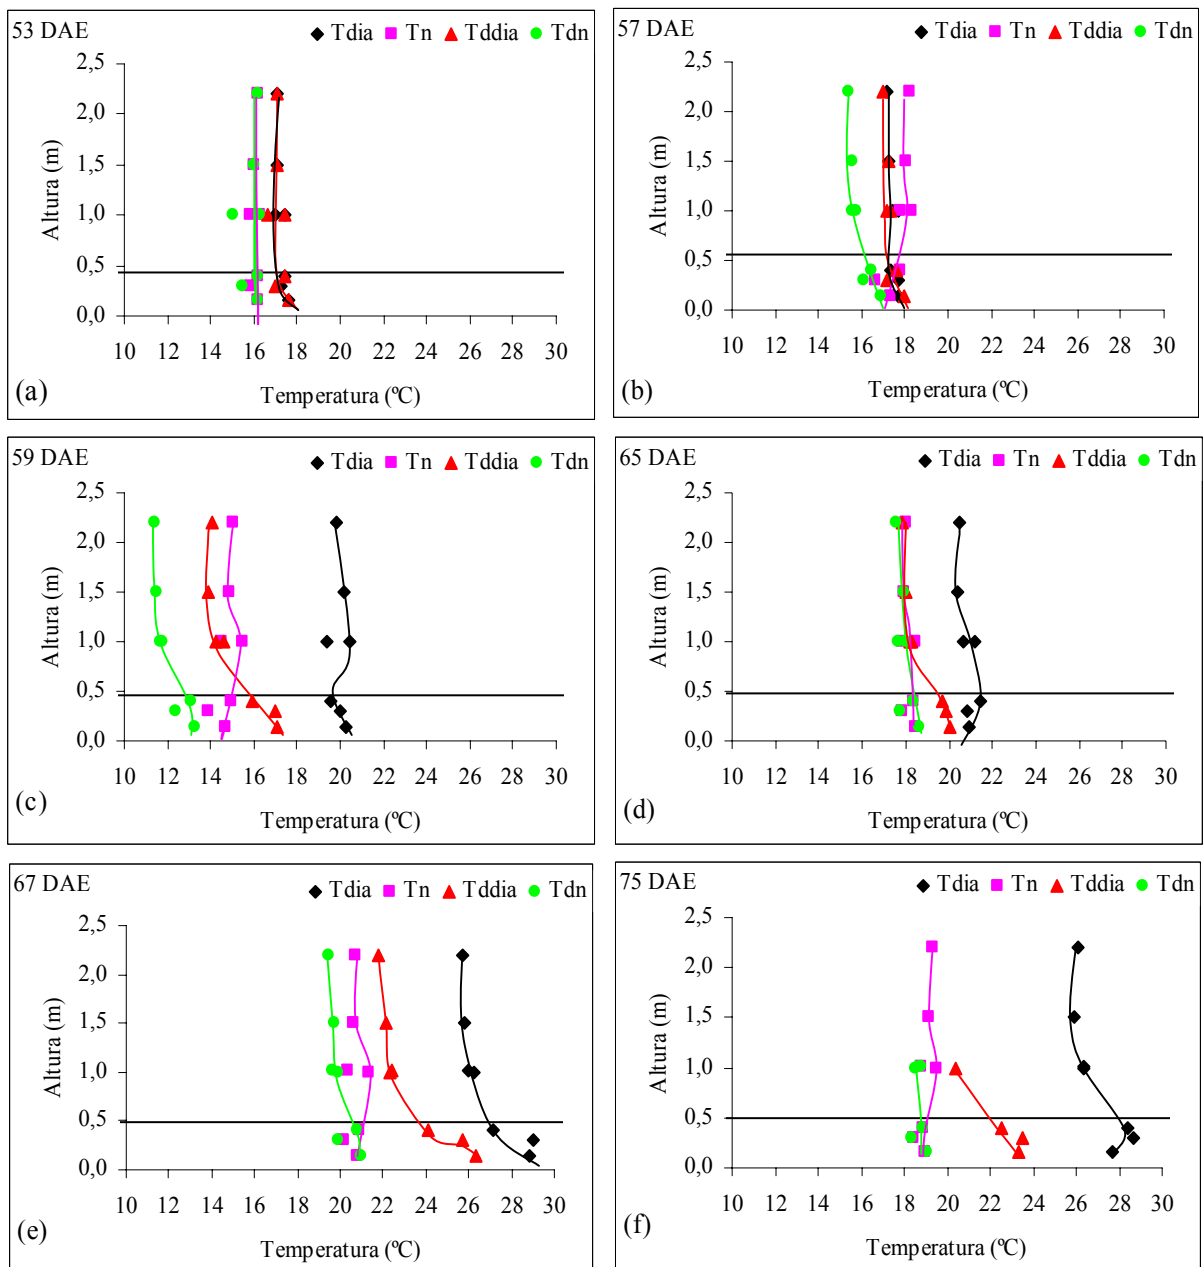 53 DAE
Tdia Tn Tddia Tdn
2,5
2,0
1,5
1,0
0,5
0,0
Altura (m)
10 12 14 16 18 20 22 24 26 28 30
Temperatura (ºC)
(a)
57 DAE
Tdia Tn Tddia Tdn
2,5
2,0
1,5
1,0
0,5
0,0
Altura (m)
10 12 14 16 18 20 22 24 26 28 30
Temperatura (ºC)
(b)
59 DAE
Tdia Tn Tddia Tdn
2,5
2,0
1,5
1,0
0,5
0,0
Altura (m)
10 12 14 16 18 20 22 24 26 28 30
Temperatura (ºC)
(c)
65 DAE
Tdia Tn Tddia Tdn
2,5
2,0
1,5
1,0
0,5
0,0
Altura (m)
10 12 14 16 18 20 22 24 26 28 30
Temperatura (ºC)
(d)
67 DAE
Tdia Tn Tddia Tdn
2,5
2,0
1,5
1,0
0,5
0,0
Altura (m)
10 12 14 16 18 20 22 24 26 28 30
Temperatura (ºC)
(e)
75 DAE
Tdia Tn Tddia Tdn
2,5
2,0
1,5
1,0
0,5
0,0
Altura (m)
10 12 14 16 18 20 22 24 26 28 30
Temperatura (ºC)
(f)